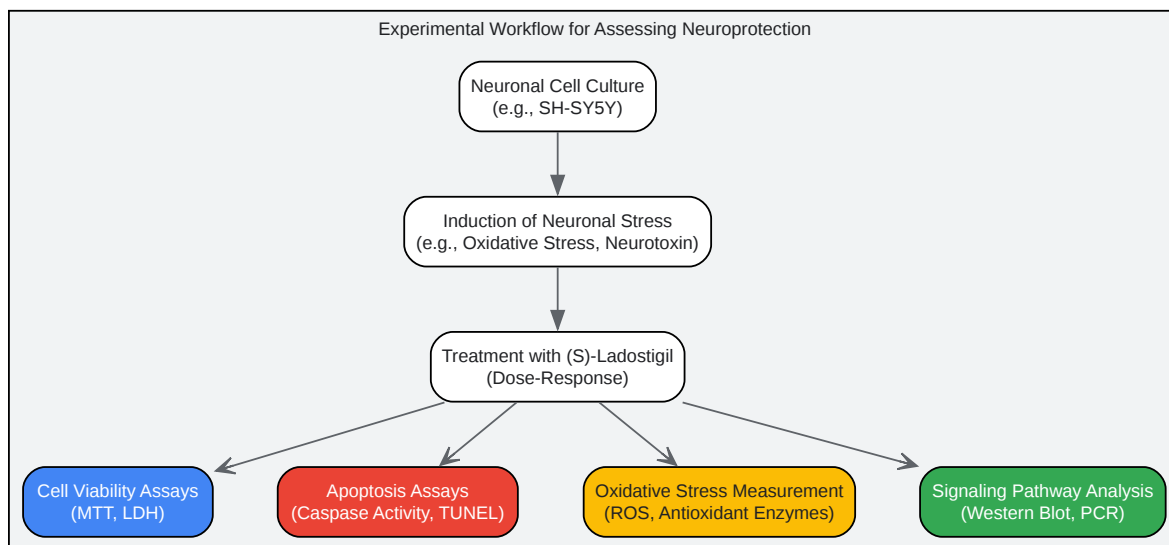 Experimental Workflow for Assessing Neuroprotection
Neuronal Cell Culture
(e.g., SH-SY5Y)
Induction of Neuronal Stress
(e.g., Oxidative Stress, Neurotoxin)
Treatment with (S)-Ladostigil
(Dose-Response)
Cell Viability Assays
(MTT, LDH)
Apoptosis Assays
(Caspase Activity, TUNEL)
Oxidative Stress Measurement
(ROS, Antioxidant Enzymes)
Signaling Pathway Analysis
(Western Blot, PCR)